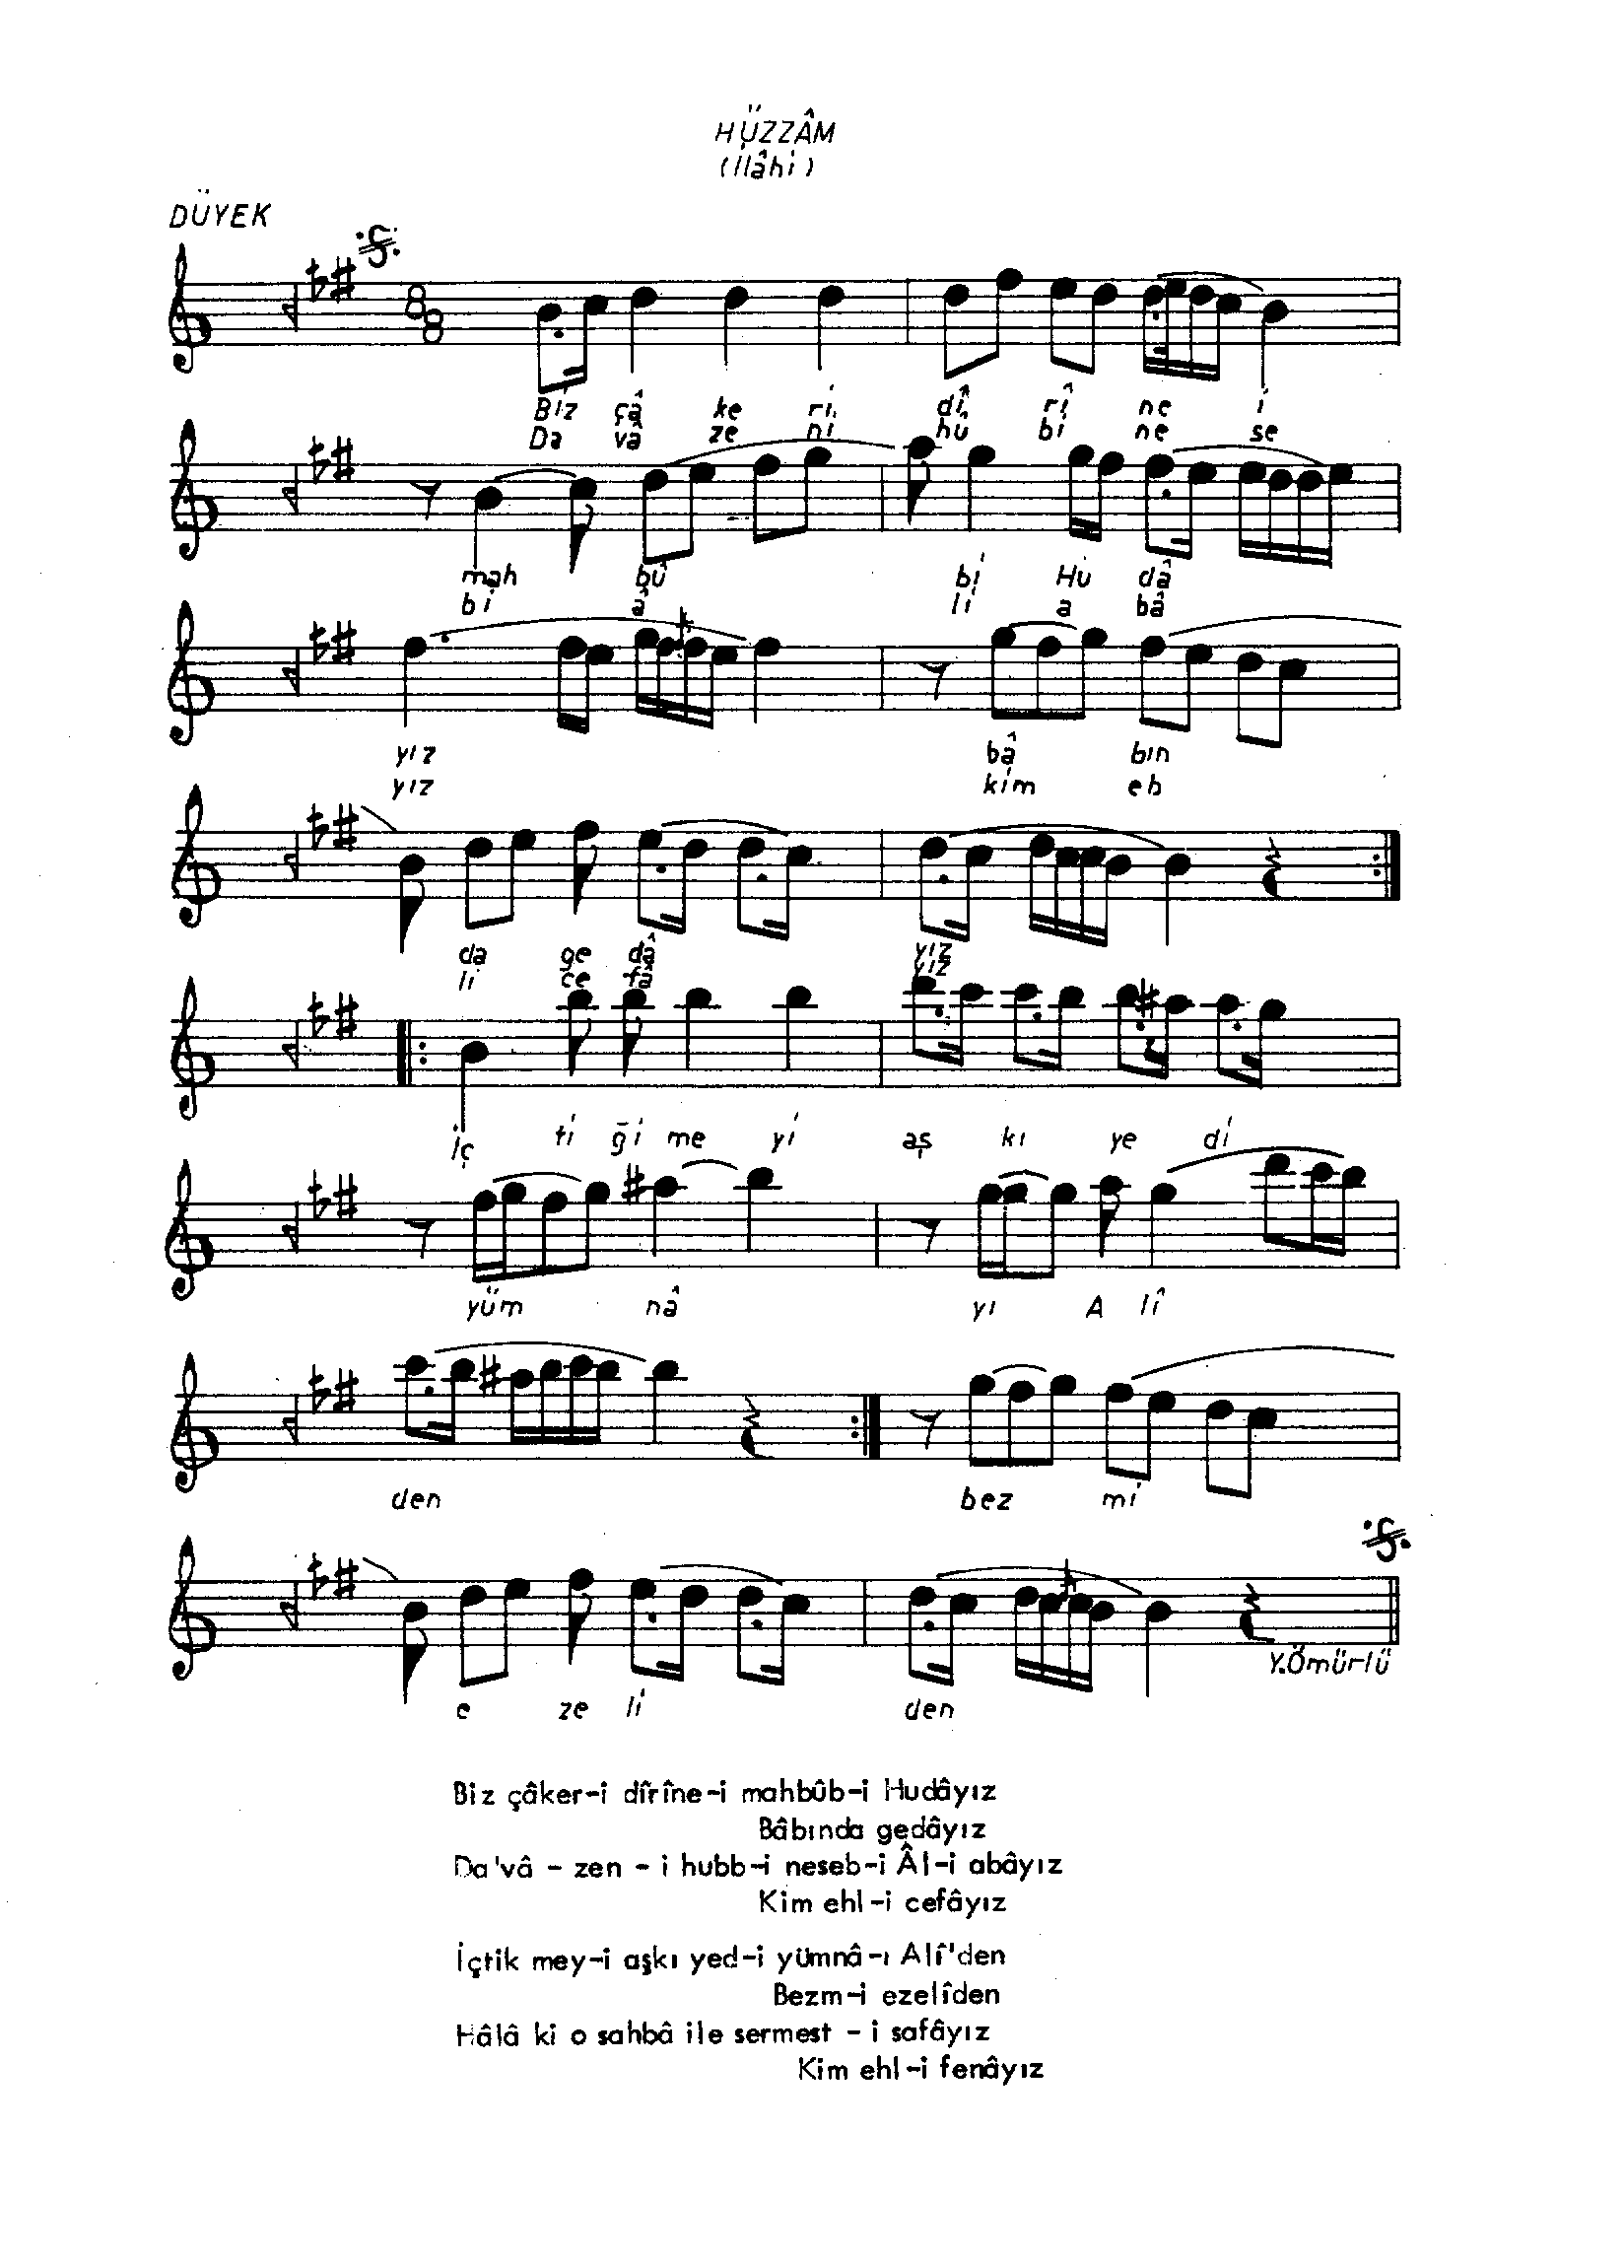 HÜZZÂM
(İlâhi)
DÜYEK
8
8
Biz çâ ke ri dî rî ne i
Da vâ ze ni hû bi ne se
mah bû bi Hu dâ
bi â li a bâ
yız bâ bın
yız kim eh
da ge dâ yız
li ce fâ yız
İç ti ği me yi aş kı ye di
yüm nâ yı A lî
den bez mi
e ze li den
Y.Ömürlü
Biz çâker-i dîrîne-i mahbûb-i Hudâyız
Bâbında gedâyız
Da'vâ - zen - i hubb-i neseb-i Âl-i abâyız
Kim ehl-i cefâyız
İçtik mey-i aşkı yed-i yümnâ-ı Alî'den
Bezm-i ezelîden
Hâlâ ki o sahbâ ile sermest - i safâyız
Kim ehl-i fenâyız